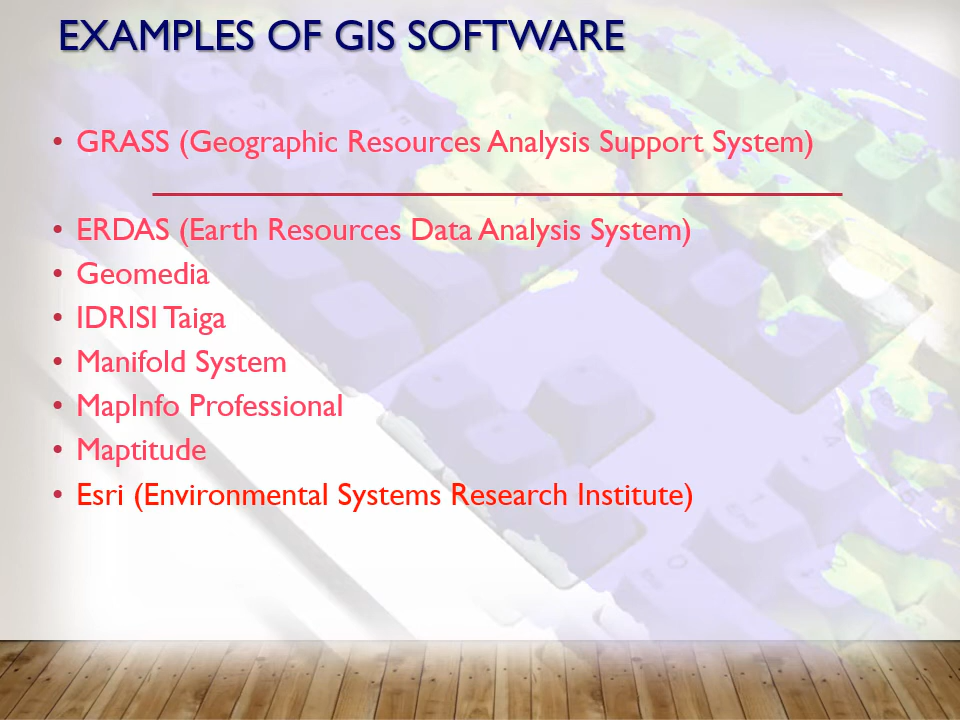 EXAMPLES OF GIS SOFTWARE
• GRASS (Geographic Resources Analysis Support System)
• ERDAS (Earth Resources Data Analysis System)
• Geomedia
• IDRISI Taiga
• Manifold System
• MapInfo Professional
• Maptitude
• Esri (Environmental Systems Research Institute)